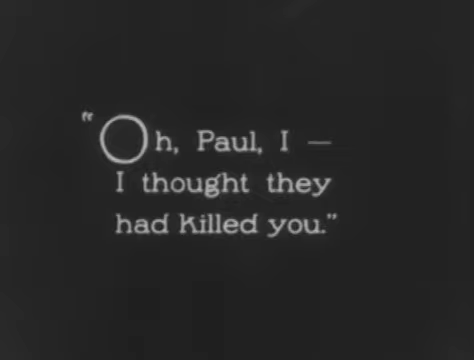 "Oh, Paul, I —
I thought they
had killed you."